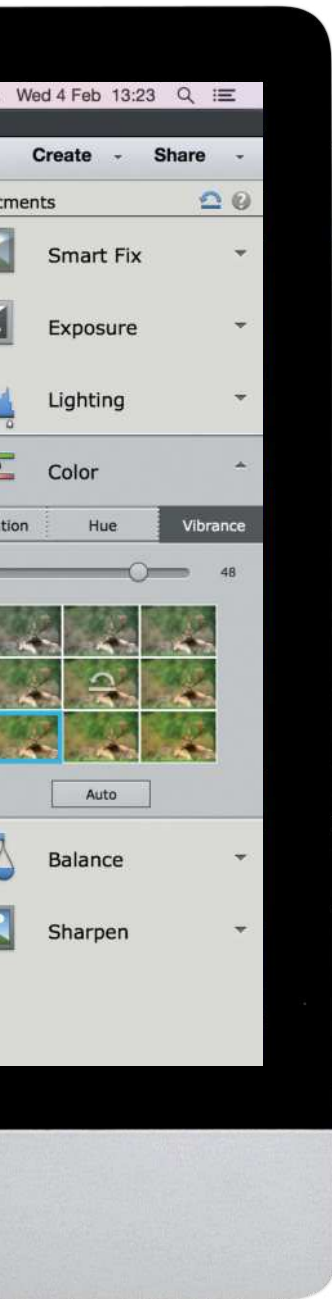 Wed 4 Feb 13:23
Create Share
tments
Smart Fix
Exposure
Lighting
Color
tion Hue Vibrance
48
Auto
Balance
Sharpen